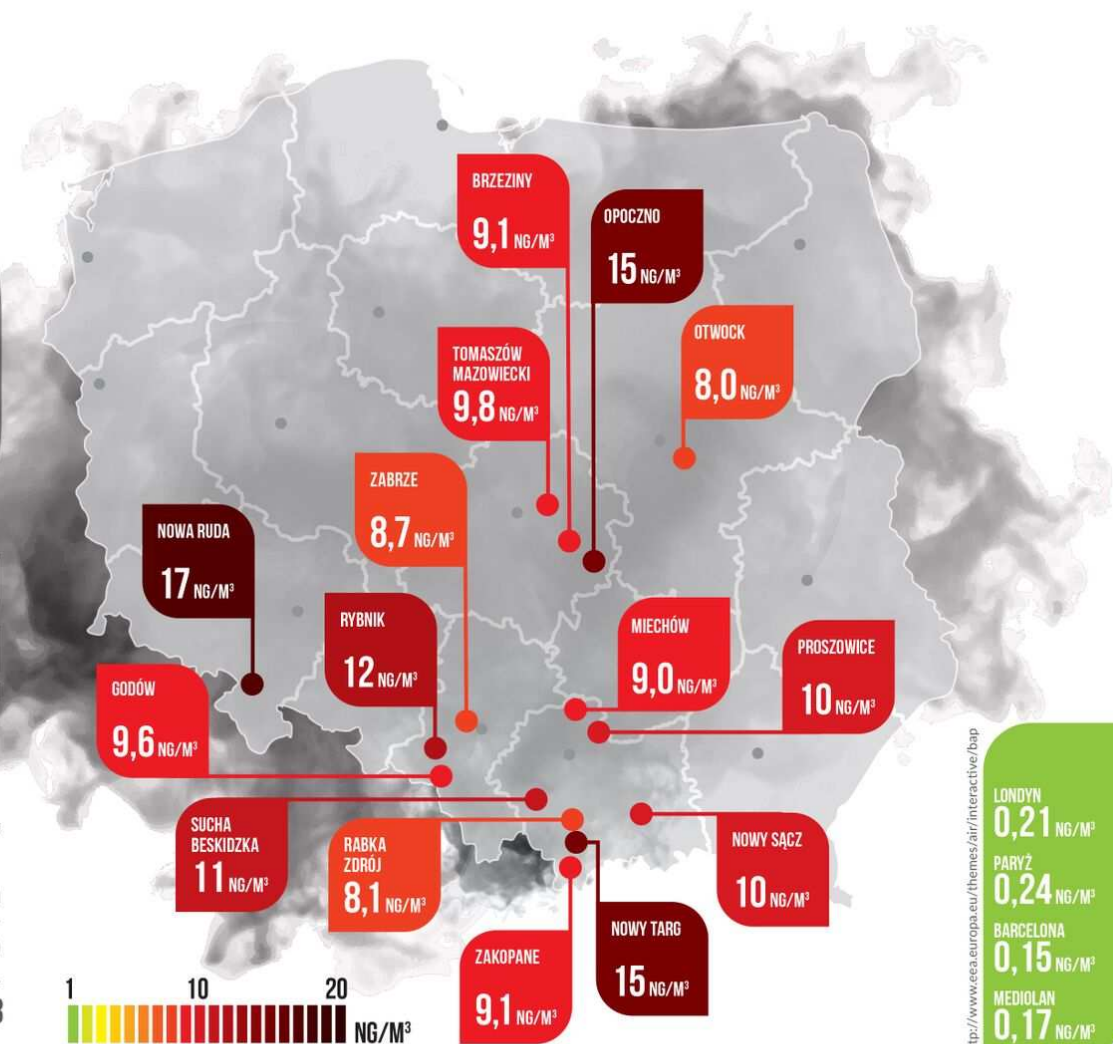 BRZEZINY
9,1 NG/M³
OPOCZNO
15 NG/M³
OTWOCK
8,0 NG/M³
TOMASZÓW
MAZOWIECKI
9,8 NG/M³
ZABRZE
8,7 NG/M³
NOWA RUDA
17 NG/M³
RYBNIK
12 NG/M³
MIECHÓW
9,0 NG/M³
PROSZOWICE
10 NG/M³
GODÓW
9,6 NG/M³
SUCHA
BESKIDZKA
11 NG/M³
RABKA
ZDRÓJ
8,1 NG/M³
NOWY SĄCZ
10 NG/M³
NOWY TARG
15 NG/M³
ZAKOPANE
9,1 NG/M³
1 10 20
NG/M³
tp://www.eea.europa.eu/themes/air/interactive/bap
LONDYN
0,21 NG/M³
PARYŻ
0,24 NG/M³
BARCELONA
0,15 NG/M³
MEDIOLAN
0,17 NG/M³